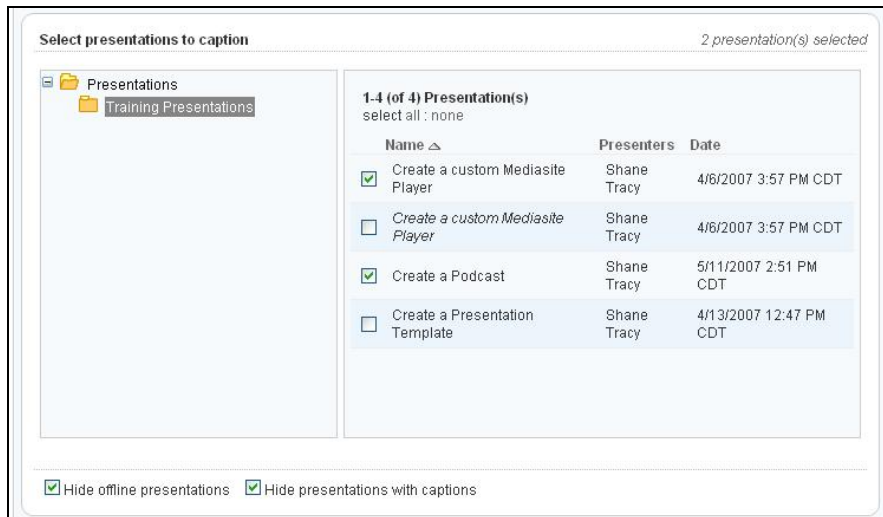 Select presentations to caption
2 presentation(s) selected
Presentations
Training Presentations
1-4 (of 4) Presentation(s)
select all : none
Name Presenters Date
Create a custom Mediasite Player Shane Tracy 4/6/2007 3:57 PM CDT
Create a custom Mediasite Player Shane Tracy 4/6/2007 3:57 PM CDT
Create a Podcast Shane Tracy 5/11/2007 2:51 PM CDT
Create a Presentation Template Shane Tracy 4/13/2007 12:47 PM CDT
Hide offline presentations Hide presentations with captions